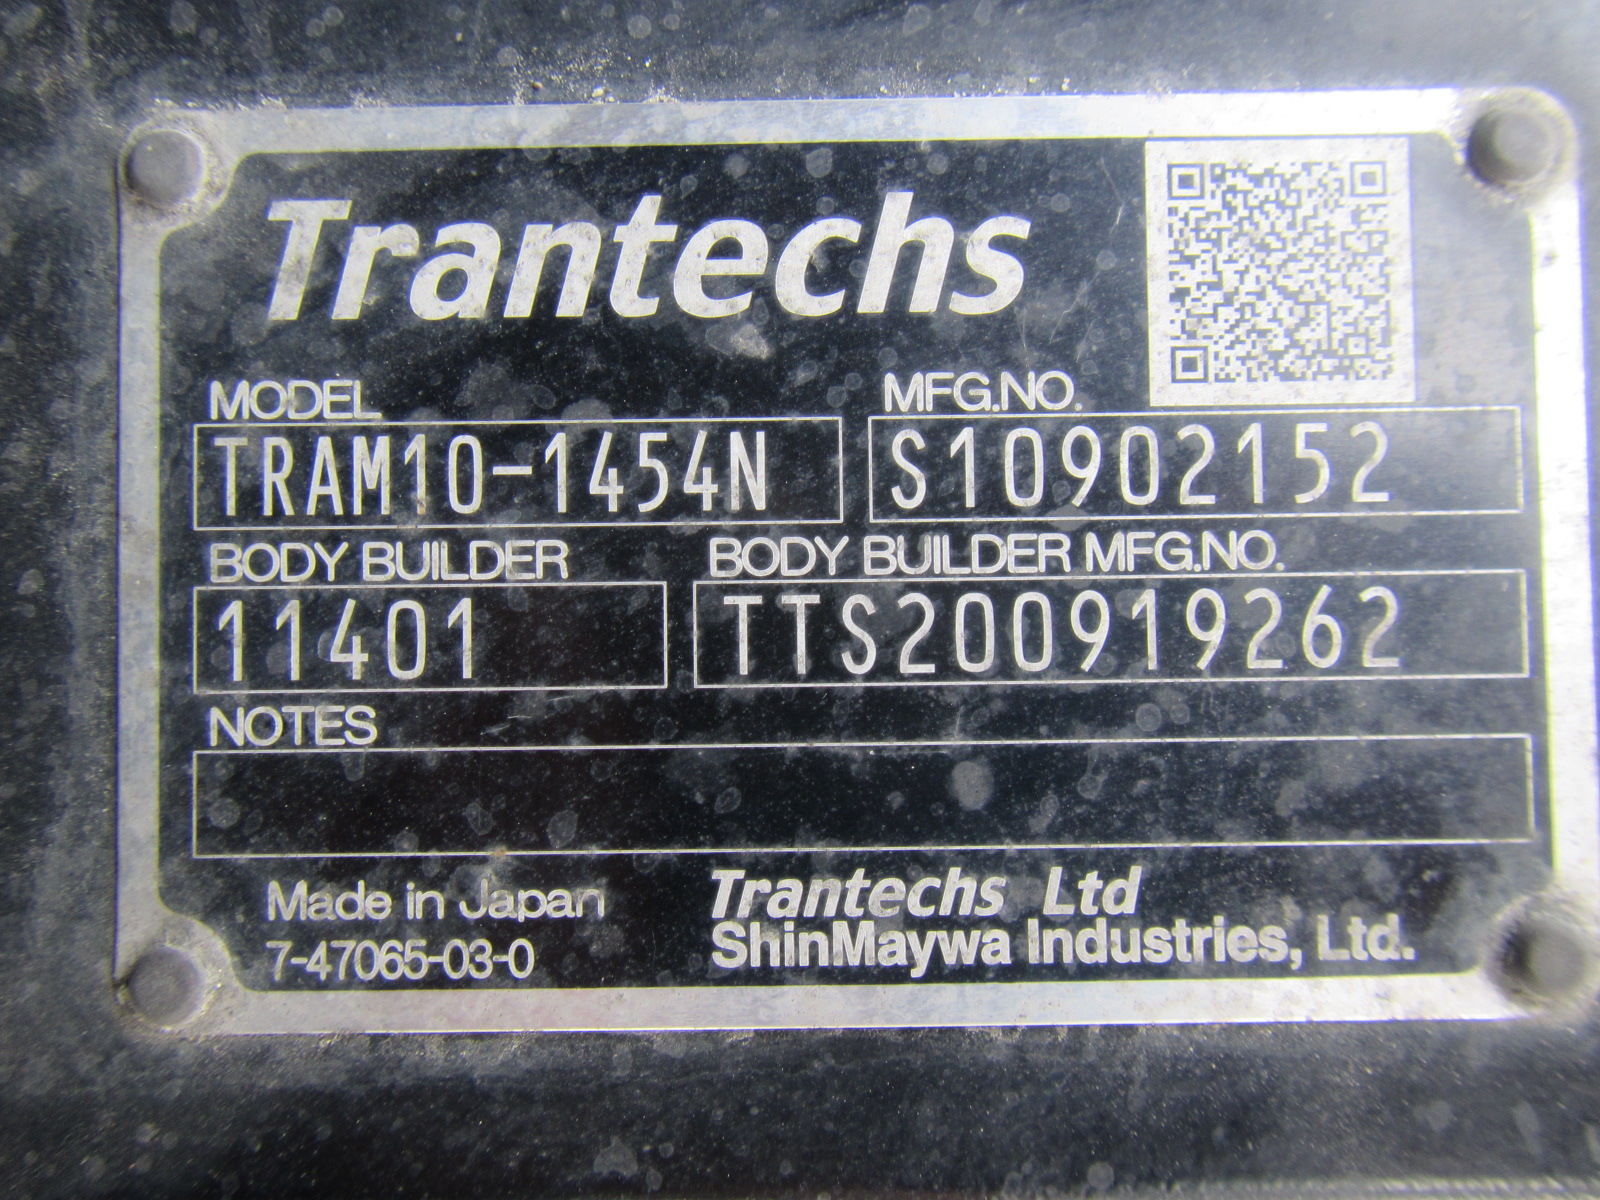 Trantechs
MODEL MFG.NO.
TRAM10-1454N S10902152
BODY BUILDER BODY BUILDER MFG.NO.
11401 TTS200919262
NOTES
Made in Japan Trantechs Ltd
7-47065-03-0 ShinMaywa Industries, Ltd.